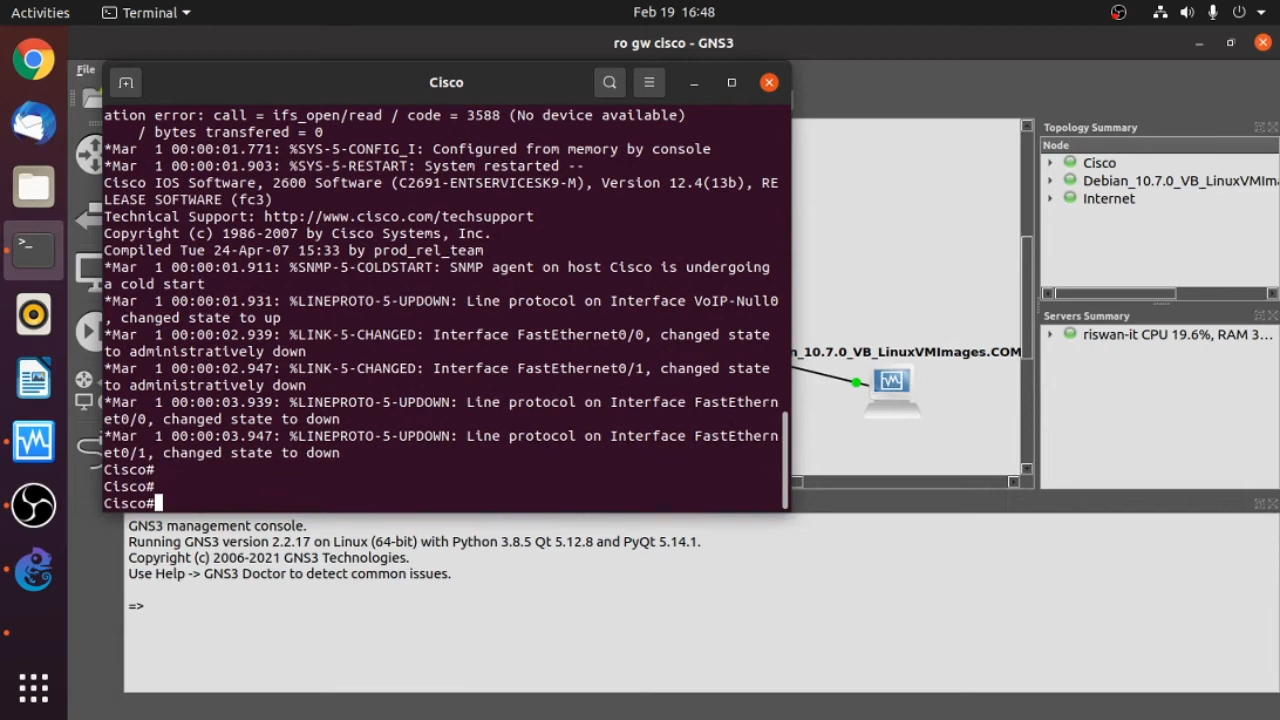 Activities
Terminal
Feb 19 16:48
ro gw cisco - GNS3
File
Cisco
ation error: call = ifs_open/read / code = 3588 (No device available)
/ bytes transfered = 0
*Mar  1 00:00:01.771: %SYS-5-CONFIG_I: Configured from memory by console
*Mar  1 00:00:01.903: %SYS-5-RESTART: System restarted --
Cisco IOS Software, 2600 Software (C2691-ENTSERVICESK9-M), Version 12.4(13b), RE
LEASE SOFTWARE (fc3)
Technical Support: http://www.cisco.com/techsupport
Copyright (c) 1986-2007 by Cisco Systems, Inc.
Compiled Tue 24-Apr-07 15:33 by prod_rel_team
*Mar  1 00:00:01.911: %SNMP-5-COLDSTART: SNMP agent on host Cisco is undergoing
a cold start
*Mar  1 00:00:01.931: %LINEPROTO-5-UPDOWN: Line protocol on Interface VoIP-Null0
, changed state to up
*Mar  1 00:00:02.939: %LINK-5-CHANGED: Interface FastEthernet0/0, changed state
to administratively down
*Mar  1 00:00:02.947: %LINK-5-CHANGED: Interface FastEthernet0/1, changed state
to administratively down
*Mar  1 00:00:03.939: %LINEPROTO-5-UPDOWN: Line protocol on Interface FastEthern
et0/0, changed state to down
*Mar  1 00:00:03.947: %LINEPROTO-5-UPDOWN: Line protocol on Interface FastEthern
et0/1, changed state to down
Cisco#
Cisco#
Cisco#
n_10.7.0_VB_LinuxVMImages.COM
Topology Summary
Node
Cisco
Debian_10.7.0_VB_LinuxVMIm
Internet
Servers Summary
riswan-it CPU 19.6%, RAM 3...
GNS3 management console.
Running GNS3 version 2.2.17 on Linux (64-bit) with Python 3.8.5 Qt 5.12.8 and PyQt 5.14.1.
Copyright (c) 2006-2021 GNS3 Technologies.
Use Help -> GNS3 Doctor to detect common issues.
=>